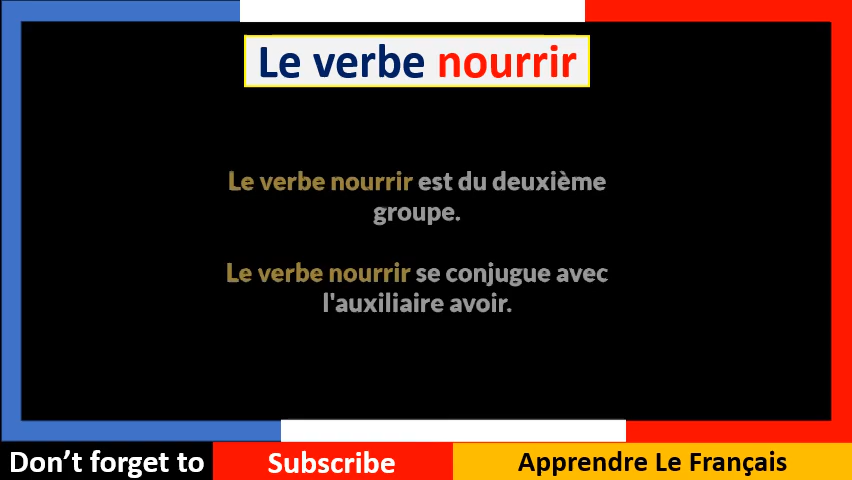 Le verbe nourrir
Le verbe nourrir est du deuxième
groupe.
Le verbe nourrir se conjugue avec
l'auxiliaire avoir.
Don't forget to
Subscribe
Apprendre Le Français